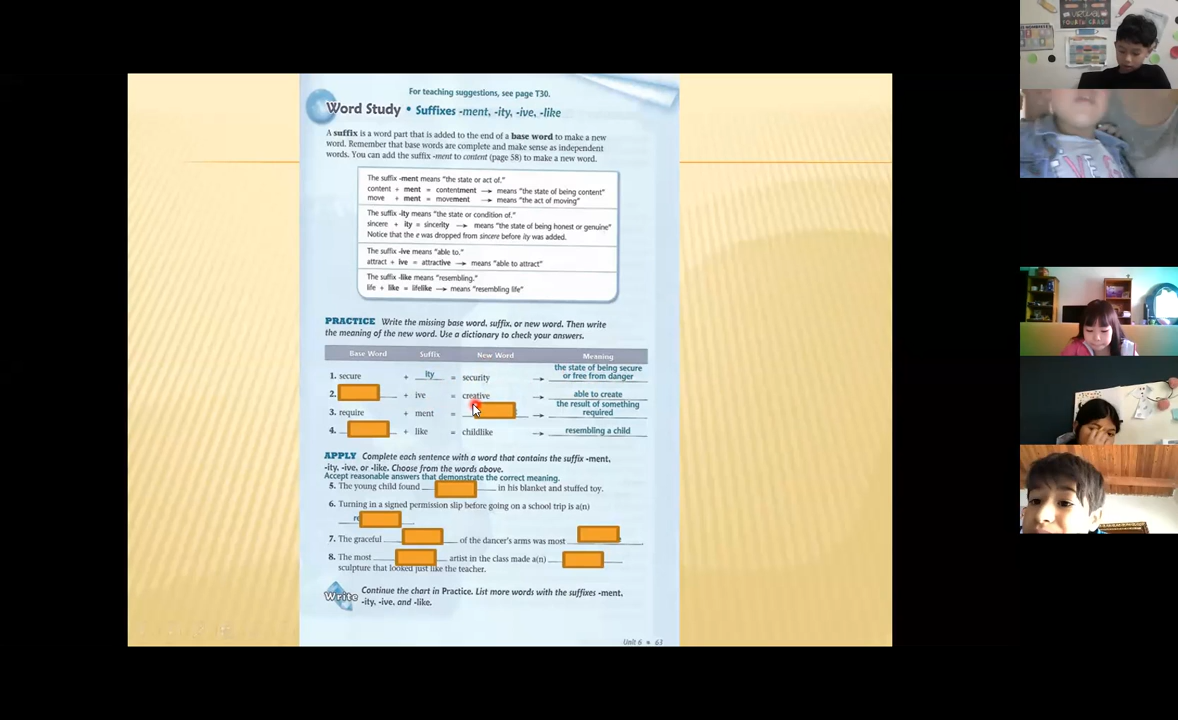 For teaching suggestions, see page T30.
Word Study • Suffixes -ment, -ity, -ive, -like
A suffix is a word part that is added to the end of a base word to make a new
word. Remember that base words are complete and make sense as independent
words. You can add the suffix -ment to content (page 58) to make a new word.
The suffix -ment means "the state or act of."
content + ment = contentment → means "the state of being content"
move + ment = movement → means "the act of moving"
The suffix -ity means "the state or condition of."
sincere + ity = sincerity → means "the state of being honest or genuine"
Notice that the e was dropped from sincere before ity was added.
The suffix -ive means "able to."
attract + ive = attractive → means "able to attract"
The suffix -like means "resembling."
life + like = lifelike → means "resembling life"
PRACTICE Write the missing base word, suffix, or new word. Then write
the meaning of the new word. Use a dictionary to check your answers.
Base Word Suffix New Word Meaning
1. secure + ity = security → the state of being secure
or free from danger
2. + ive = creative → able to create
3. require + ment = → the result of something
required
4. + like = childlike → resembling a child
APPLY Complete each sentence with a word that contains the suffix -ment,
-ity, -ive, or -like. Choose from the words above.
Accept reasonable answers that demonstrate the correct meaning.
5. The young child found in his blanket and stuffed toy.
6. Turning in a signed permission slip before going on a school trip is a(n)
re
7. The graceful of the dancer's arms was most
8. The most artist in the class made a(n)
sculpture that looked just like the teacher.
Write Continue the chart in Practice. List more words with the suffixes -ment,
-ity, -ive, and -like.
Unit 6 • 63